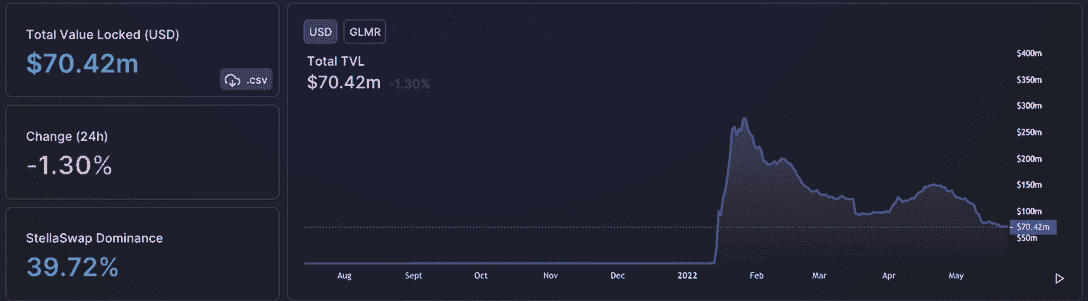 Total Value Locked (USD)
$70.42m
.csv
Change (24h)
-1.30%
StellaSwap Dominance
39.72%
USD GLMR
Total TVL
$70.42m -1.30%
$400m
$350m
$300m
$250m
$200m
$150m
$100m
$70.42m
$50m
Aug Sept Oct Nov Dec 2022 Feb Mar Apr May